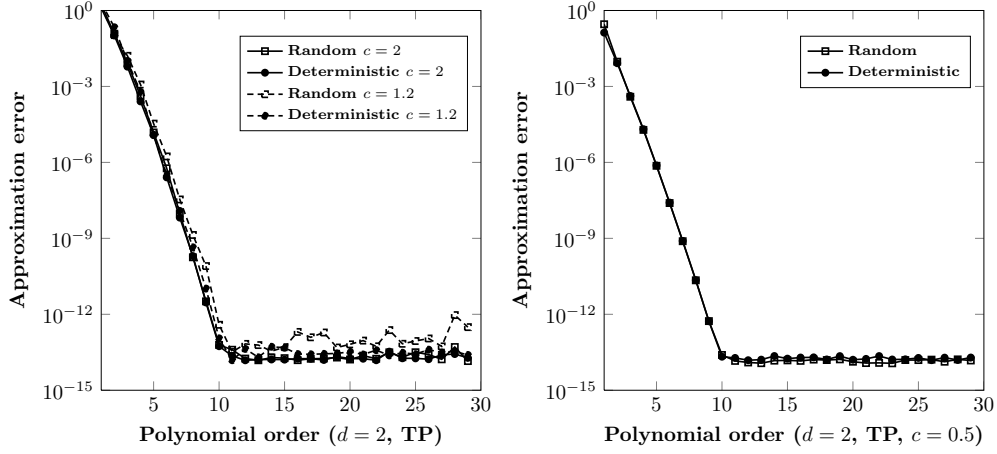 10^0
10^−3
10^−6
10^−9
10^−12
10^−15
Approximation error
5
10
15
20
25
30
Polynomial order (d = 2, TP)
Random c = 2
Deterministic c = 2
Random c = 1.2
Deterministic c = 1.2
10^0
10^−3
10^−6
10^−9
10^−12
10^−15
Approximation error
5
10
15
20
25
30
Polynomial order (d = 2, TP, c = 0.5)
Random
Deterministic